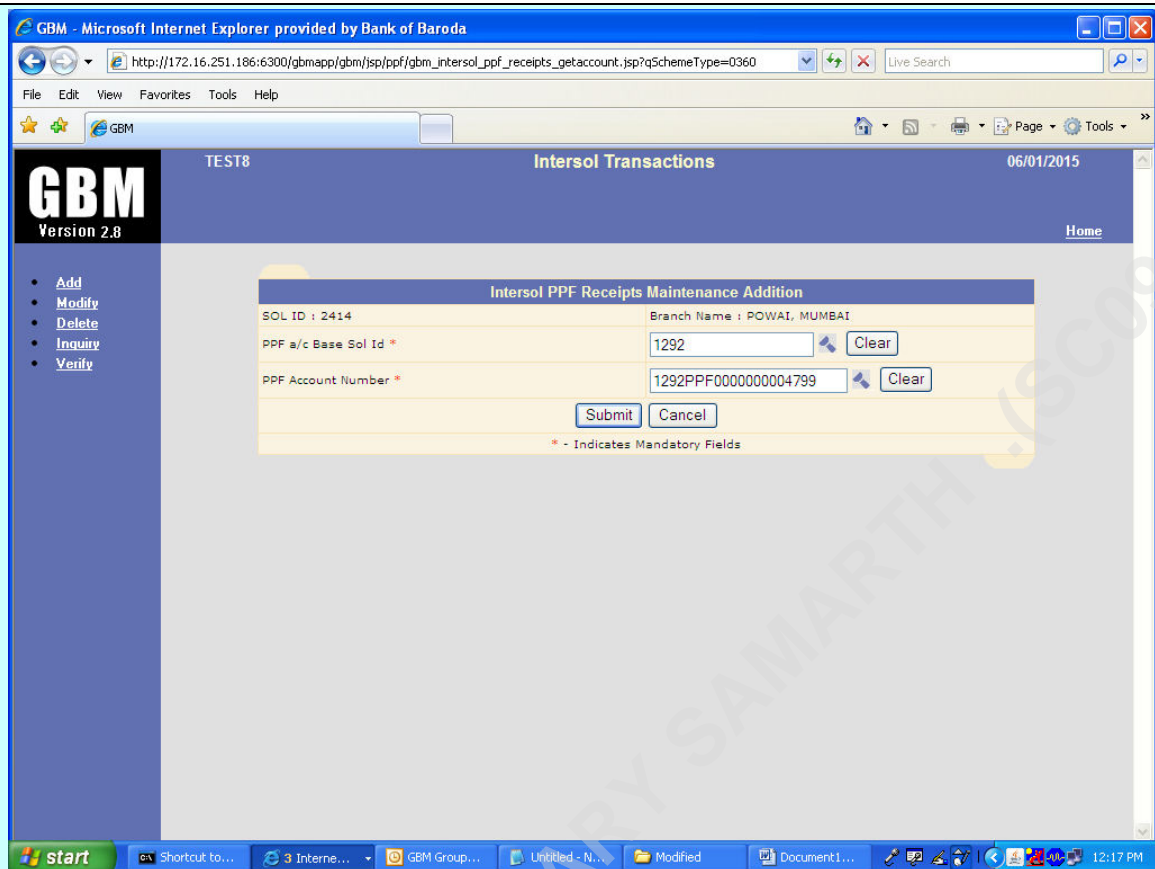 GBM - Microsoft Internet Explorer provided by Bank of Baroda
http://172.16.251.186:6300/gbmapp/gbm/jsp/ppf/gbm_intersol_ppf_receipts_getaccount.jsp?qSchemeType=0360
Live Search
File Edit View Favorites Tools Help
GBM
Page Tools »
GBM
Version 2.8
TEST8 Intersol Transactions 06/01/2015
Home
Add
Modify
Delete
Inquiry
Verify
Intersol PPF Receipts Maintenance Addition
SOL ID : 2414 Branch Name : POWAI, MUMBAI
PPF a/c Base Sol Id * 1292 Clear
PPF Account Number * 1292PPF0000000004799 Clear
Submit Cancel
* - Indicates Mandatory Fields
ARY SAMARTH .(SC09
start Shortcut to... 3 Interne... GBM Group... Untitled - N... Modified Document1... 12:17 PM